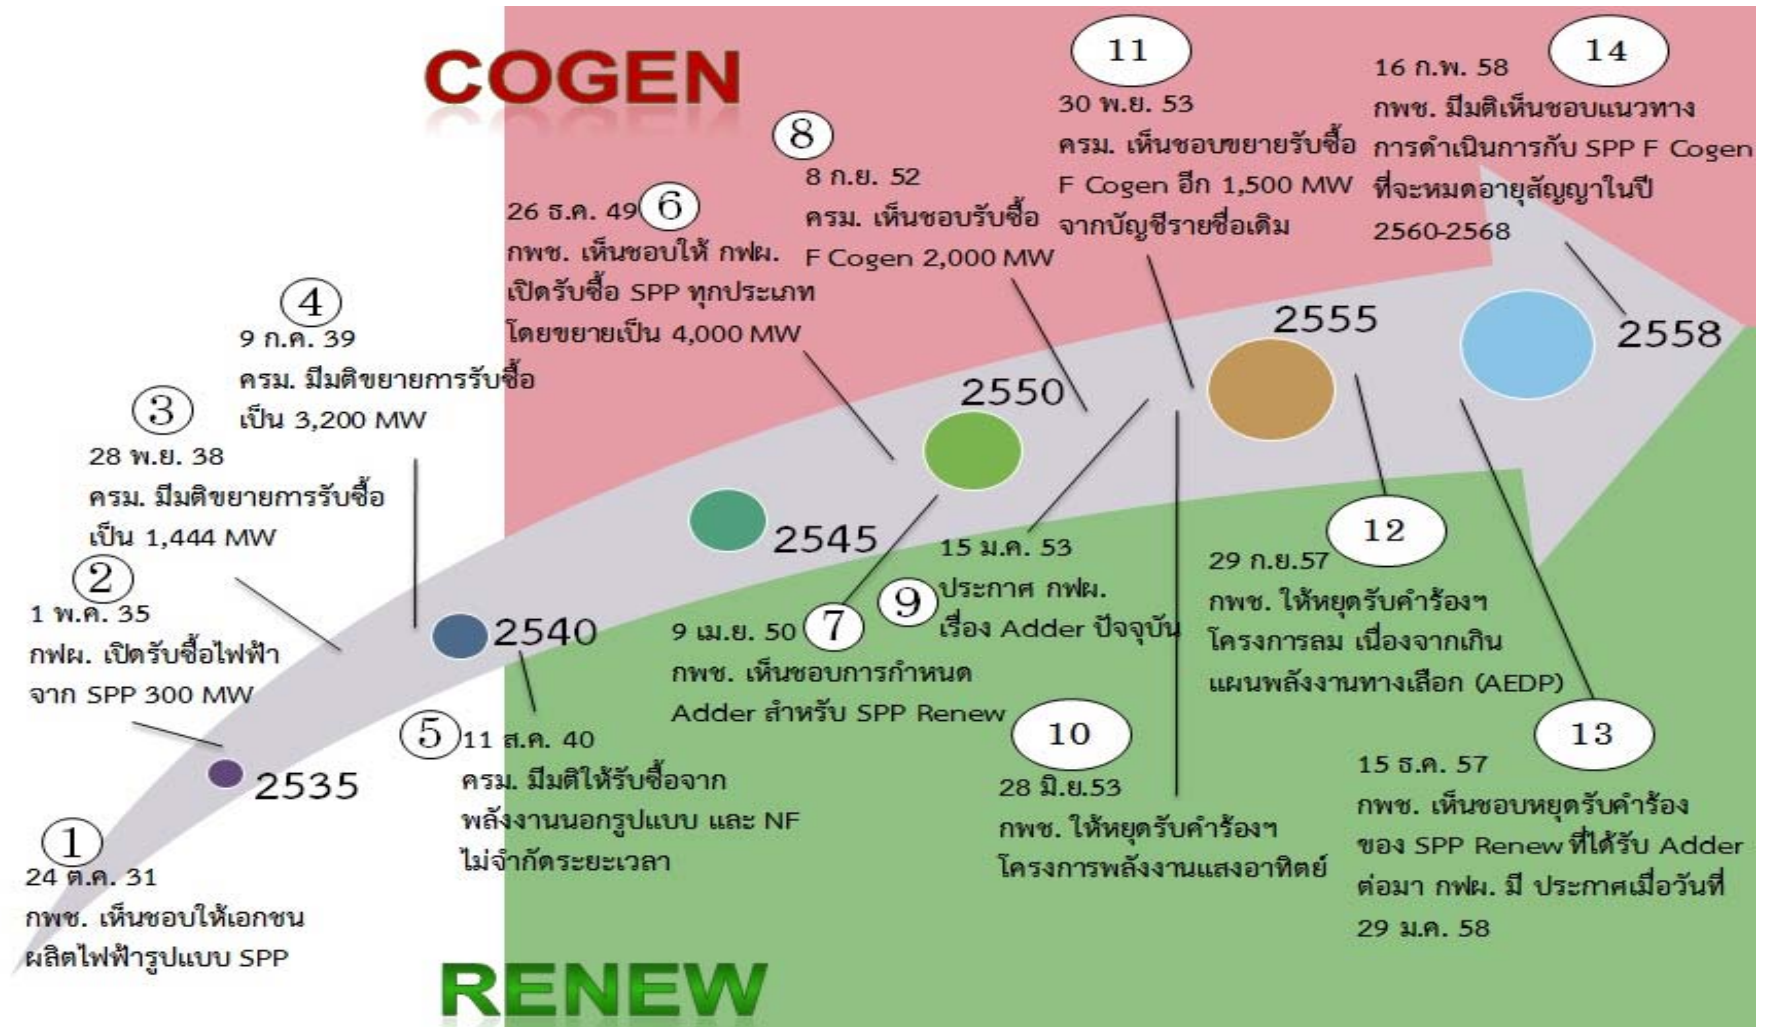 COGEN
1
24 ต.ค. 31
กพช. เห็นชอบให้เอกชน
ผลิตไฟฟ้ารูปแบบ SPP
2
1 พ.ค. 35
กฟผ. เปิดรับซื้อไฟฟ้า
จาก SPP 300 MW
3
28 พ.ย. 38
ครม. มีมติขยายการรับซื้อ
เป็น 1,444 MW
4
9 ก.ค. 39
ครม. มีมติขยายการรับซื้อ
เป็น 3,200 MW
5
11 ส.ค. 40
ครม. มีมติให้รับซื้อจาก
พลังงานนอกรูปแบบ และ NF
ไม่จำกัดระยะเวลา
6
26 ธ.ค. 49
กพช. เห็นชอบให้ กฟผ.
เปิดรับซื้อ SPP ทุกประเภท
โดยขยายเป็น 4,000 MW
7
9 เม.ย. 50
กพช. เห็นชอบการกำหนด
Adder สำหรับ SPP Renew
8
8 ก.ย. 52
ครม. เห็นชอบรับซื้อ
F Cogen 2,000 MW
9
15 ม.ค. 53
ประกาศ กฟผ.
เรื่อง Adder ปัจจุบัน
10
28 มิ.ย.53
กพช. ให้หยุดรับคำร้องฯ
โครงการพลังงานแสงอาทิตย์
11
30 พ.ย. 53
ครม. เห็นชอบขยายรับซื้อ
F Cogen อีก 1,500 MW
จากบัญชีรายชื่อเดิม
12
29 ก.ย.57
กพช. ให้หยุดรับคำร้องฯ
โครงการลม เนื่องจากเกิน
แผนพลังงานทางเลือก (AEDP)
13
15 ธ.ค. 57
กพช. เห็นชอบหยุดรับคำร้อง
ของ SPP Renew ที่ได้รับ Adder
ต่อมา กฟผ. มี ประกาศเมื่อวันที่
29 ม.ค. 58
14
16 ก.พ. 58
กพช. มีมติเห็นชอบแนวทาง
การดำเนินการกับ SPP F Cogen
ที่จะหมดอายุสัญญาในปี
2560-2568
2535
2540
2545
2550
2555
2558
RENEW